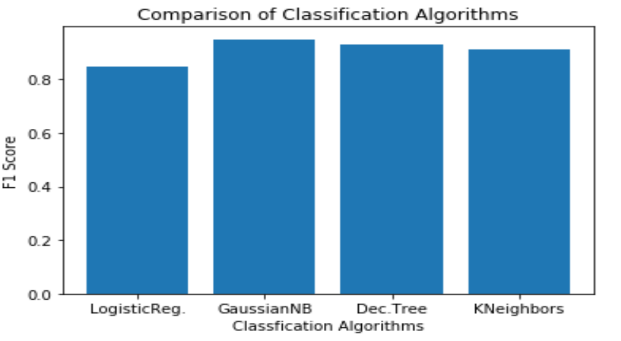 Comparison of Classification Algorithms
F1 Score
0.8
0.6
0.4
0.2
0.0
LogisticReg. GaussianNB Dec.Tree KNeighbors
Classfication Algorithms